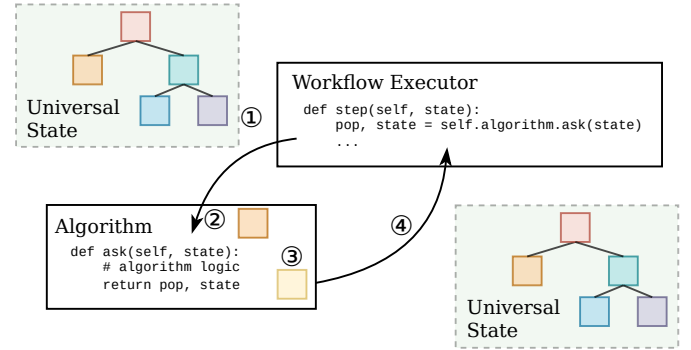 Universal
State
①
Workflow Executor
def step(self, state):
    pop, state = self.algorithm.ask(state)
    ...
Algorithm
②
def ask(self, state):
    # algorithm logic
    return pop, state
③
④
Universal
State